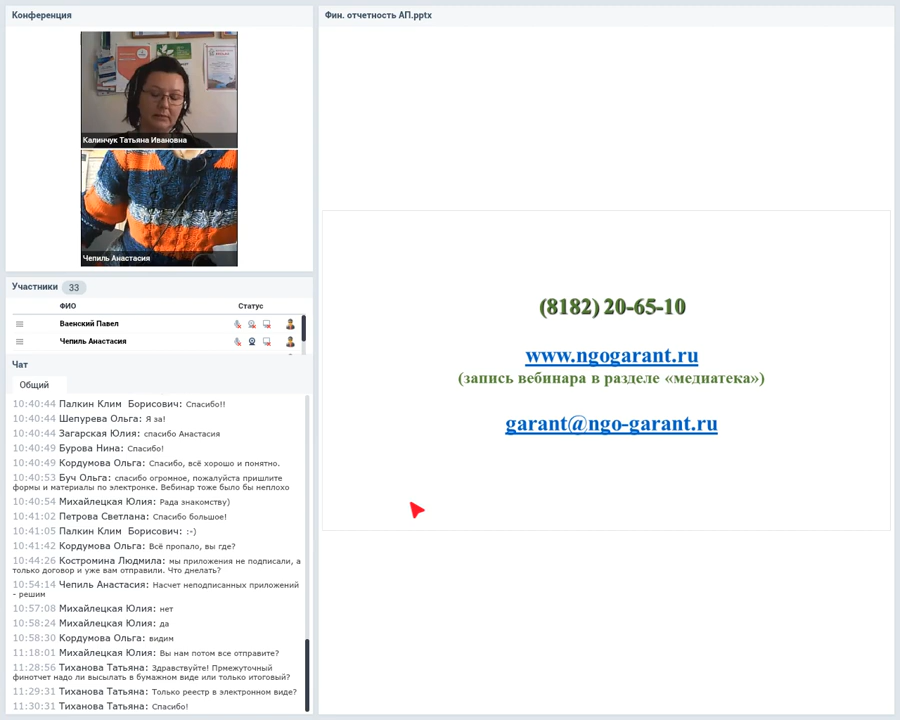 Конференция
Калинчук Татьяна Ивановна
Чепиль Анастасия
Участники 33
ФИО Статус
Ваенский Павел
Чепиль Анастасия
Чат
Общий
10:40:44 Палкин Клим Борисович: Спасибо!!
10:40:44 Шепурева Ольга: Я за!
10:40:44 Загарская Юлия: спасибо Анастасия
10:40:49 Бурова Нина: Спасибо!
10:40:49 Кордумова Ольга: Спасибо, всё хорошо и понятно.
10:40:53 Буч Ольга: спасибо огромное, пожалуйста пришлите
формы и материалы по электронке. Вебинар тоже было бы неплохо
10:40:54 Михайлецкая Юлия: Рада знакомству)
10:41:02 Петрова Светлана: Спасибо большое!
10:41:05 Палкин Клим Борисович: :-)
10:41:42 Кордумова Ольга: Всё пропало, вы где?
10:44:26 Костромина Людмила: мы приложения не подписали, а
только договор и уже вам отправили. Что днелать?
10:54:14 Чепиль Анастасия: Насчет неподписанных приложений
- решим
10:57:08 Михайлецкая Юлия: нет
10:58:24 Михайлецкая Юлия: да
10:58:30 Кордумова Ольга: видим
11:18:01 Михайлецкая Юлия: Вы нам потом все отправите?
11:28:56 Тиханова Татьяна: Здравствуйте! Прмежуточный
финотчет надо ли высылать в бумажном виде или только итоговый?
11:29:31 Тиханова Татьяна: Только реестр в электронном виде?
11:30:31 Тиханова Татьяна: Спасибо!
Фин. отчетность АП.pptx
(8182) 20-65-10
www.ngogarant.ru
(запись вебинара в разделе «медиатека»)
garant@ngo-garant.ru